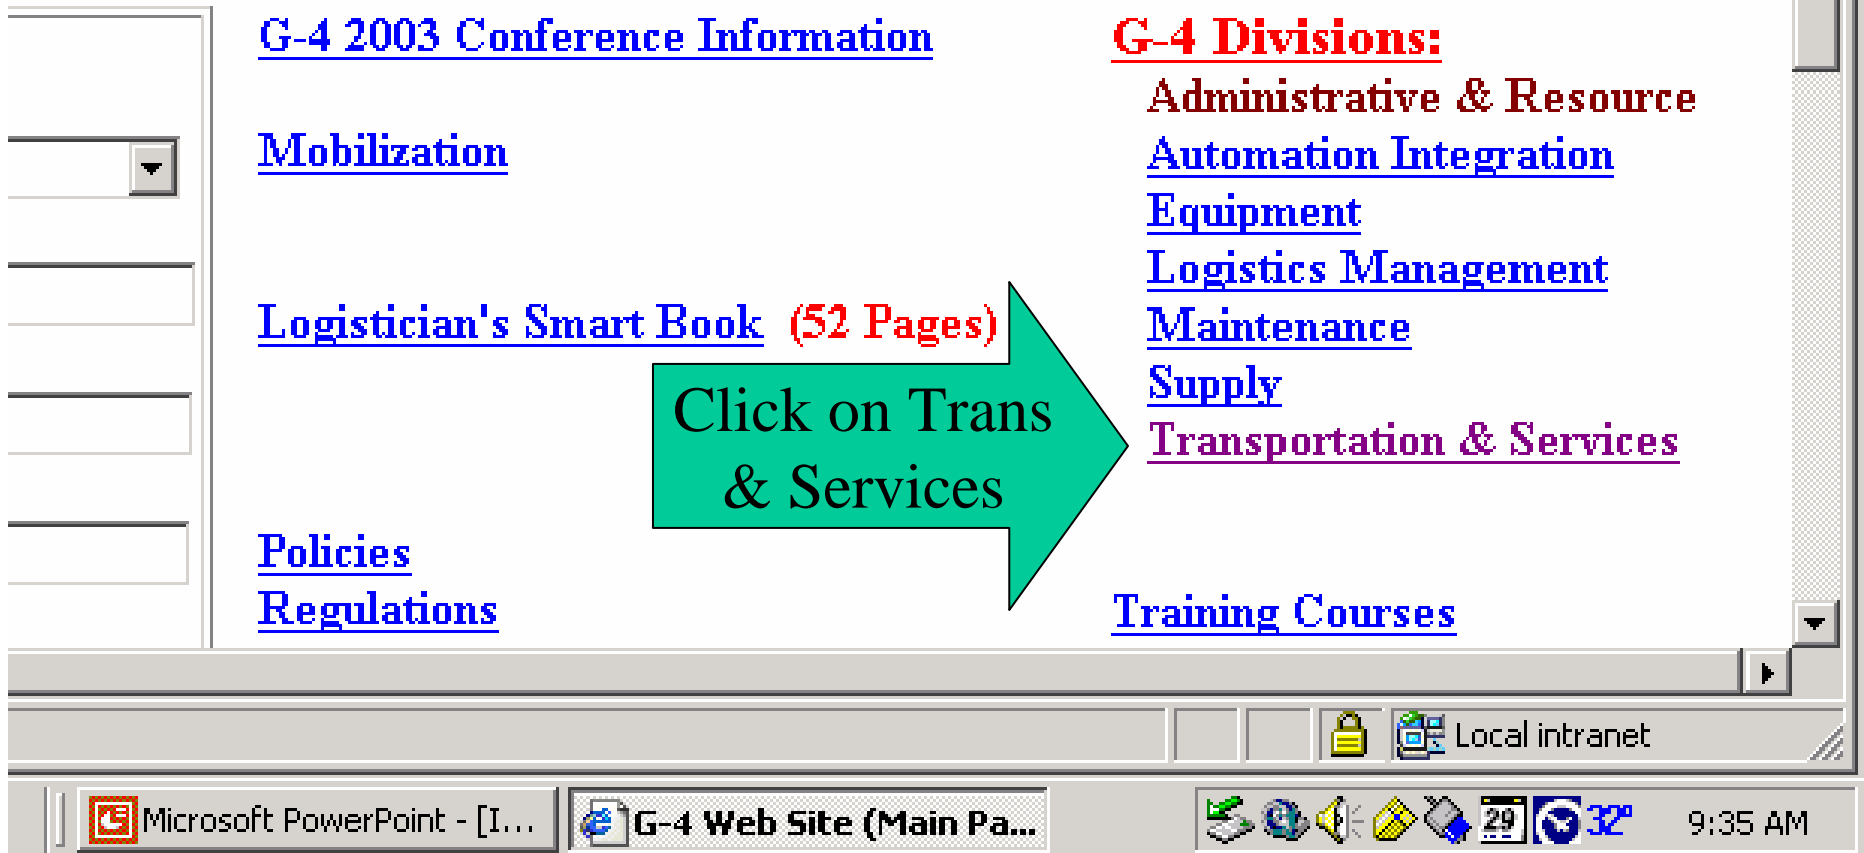 G-4 2003 Conference Information
Mobilization
Logistician's Smart Book (52 Pages)
Policies
Regulations
Click on Trans
& Services
G-4 Divisions:
Administrative & Resource
Automation Integration
Equipment
Logistics Management
Maintenance
Supply
Transportation & Services
Training Courses
Local intranet
Microsoft PowerPoint - [I...
G-4 Web Site (Main Pa...
29
32°
9:35 AM